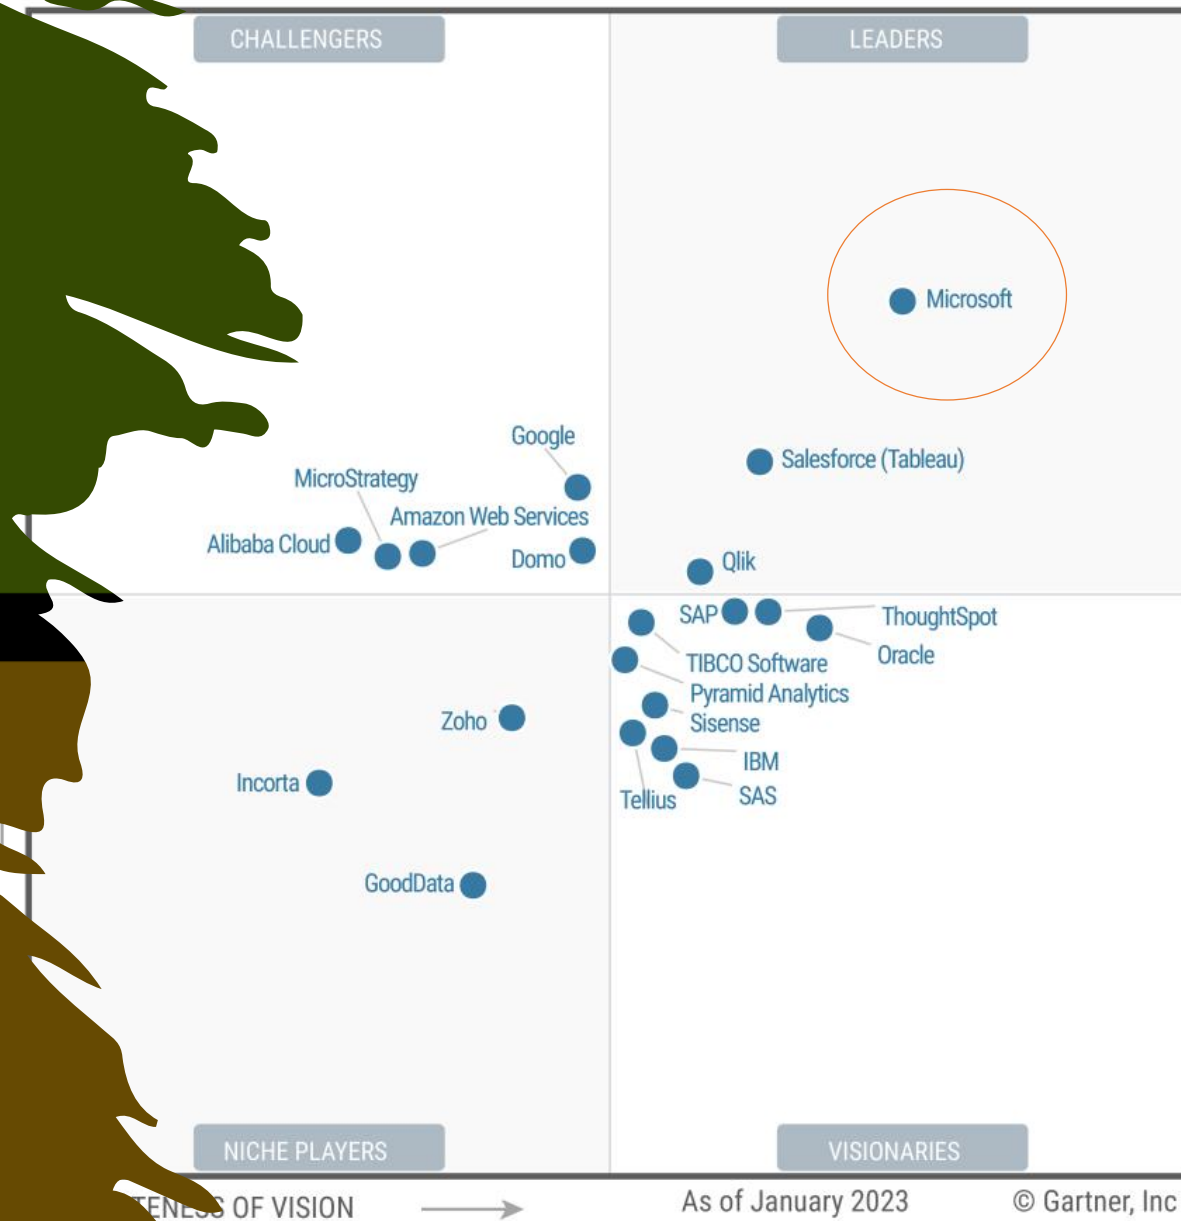 CHALLENGERS
LEADERS
Microsoft
Google
Salesforce (Tableau)
MicroStrategy
Amazon Web Services
Alibaba Cloud
Domo
Qlik
SAP
ThoughtSpot
Oracle
TIBCO Software
Pyramid Analytics
Sisense
Zoho
IBM
Incorta
SAS
Tellius
GoodData
NICHE PLAYERS
VISIONARIES
OF VISION
As of January 2023
© Gartner, Inc